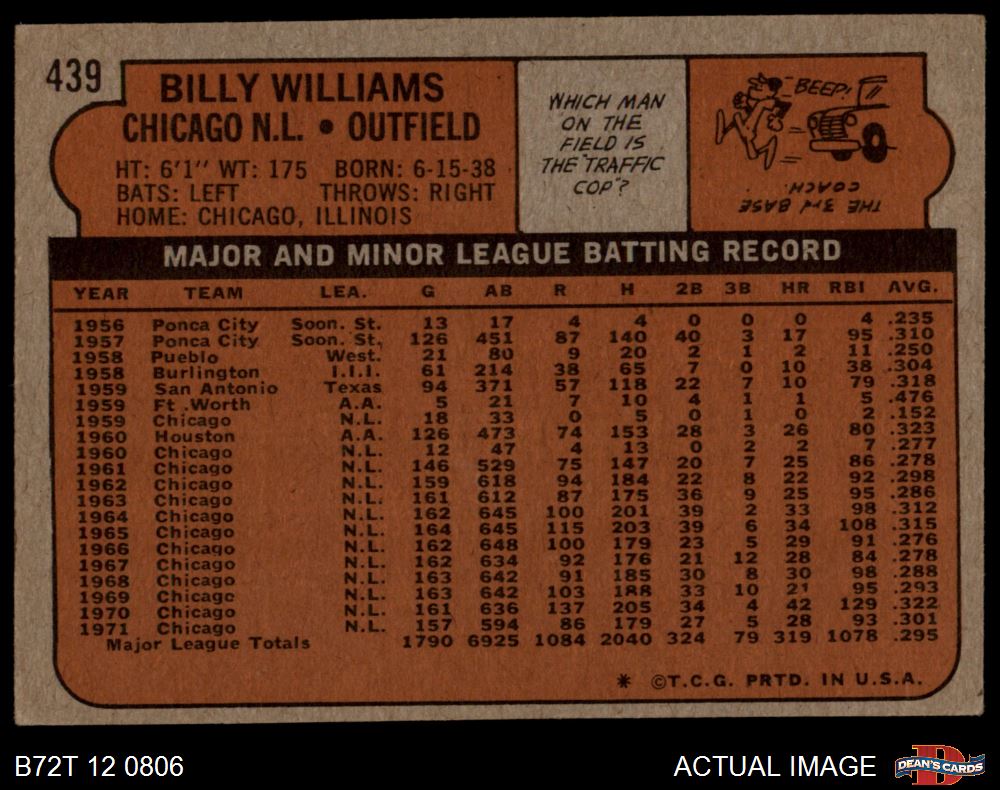 439
BILLY WILLIAMS
CHICAGO N.L. • OUTFIELD
HT: 6'1" WT: 175 BORN: 6-15-38
BATS: LEFT THROWS: RIGHT
HOME: CHICAGO, ILLINOIS
WHICH MAN
ON THE
FIELD IS
THE "TRAFFIC
COP"?
BEEP!
THE 3rd BASE
COACH.
MAJOR AND MINOR LEAGUE BATTING RECORD
YEAR TEAM LEA. G AB R H 2B 3B HR RBI AVG.
1956 Ponca City Soon. St. 13 17 4 4 0 0 0 4 .235
1957 Ponca City Soon. St. 126 451 87 140 40 3 17 95 .310
1958 Pueblo West. 21 80 9 20 2 1 2 11 .250
1958 Burlington I.I.I. 61 214 38 65 7 0 10 38 .304
1959 San Antonio Texas 94 371 57 118 22 7 10 79 .318
1959 Ft .Worth A.A. 5 21 7 10 4 1 1 5 .476
1959 Chicago N.L. 18 33 0 5 0 1 0 2 .152
1960 Houston A.A. 126 473 74 153 28 3 26 80 .323
1960 Chicago N.L. 12 47 4 13 0 2 2 7 .277
1961 Chicago N.L. 146 529 75 147 20 7 25 86 .278
1962 Chicago N.L. 159 618 94 184 22 8 22 92 .298
1963 Chicago N.L. 161 612 87 175 36 9 25 95 .286
1964 Chicago N.L. 162 645 100 201 39 2 33 98 .312
1965 Chicago N.L. 164 645 115 203 39 6 34 108 .315
1966 Chicago N.L. 162 648 100 179 23 5 29 91 .276
1967 Chicago N.L. 162 634 92 176 21 12 28 84 .278
1968 Chicago N.L. 163 642 91 185 30 8 30 98 .288
1969 Chicago N.L. 163 642 103 188 33 10 21 95 .293
1970 Chicago N.L. 161 636 137 205 34 4 42 129 .322
1971 Chicago N.L. 157 594 86 179 27 5 28 93 .301
Major League Totals 1790 6925 1084 2040 324 79 319 1078 .295
* ©T.C.G. PRTD. IN U.S.A.
B72T 12 0806
ACTUAL IMAGE
DEAN'S CARDS